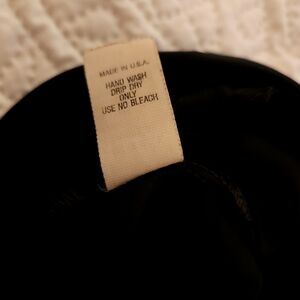 MADE IN U.S.A.
HAND WASH
DRIP DRY
ONLY
USE NO BLEACH